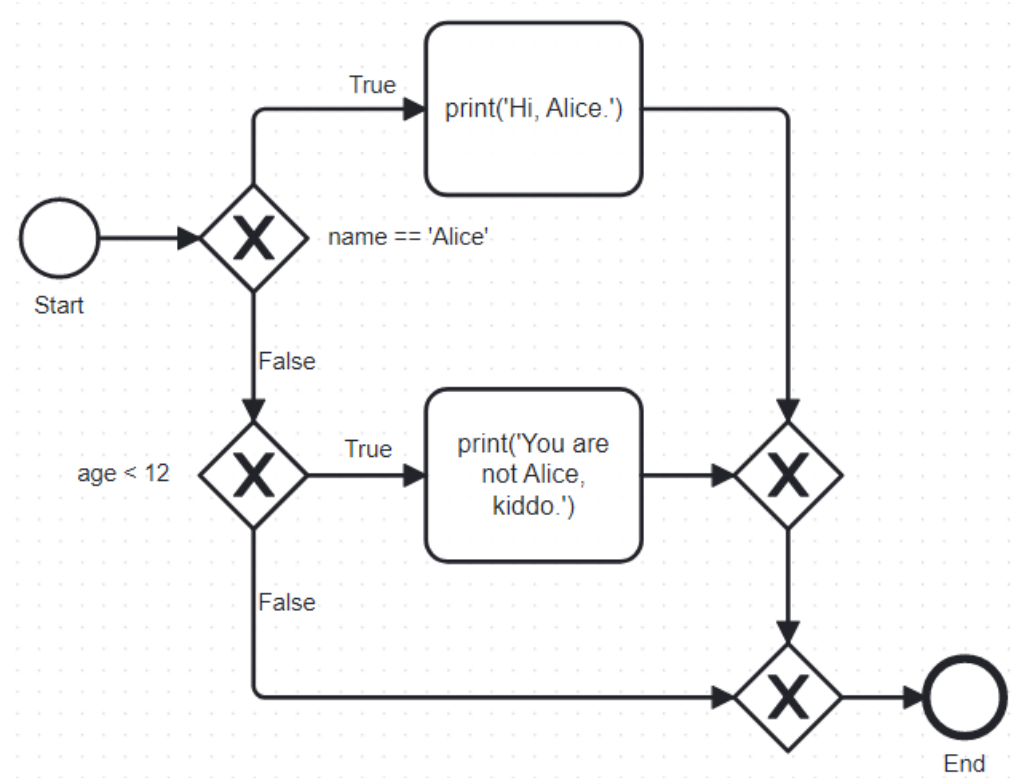 True
print('Hi, Alice.')
name == 'Alice'
Start
False
age < 12
True
print('You are
not Alice,
kiddo.')
False
End